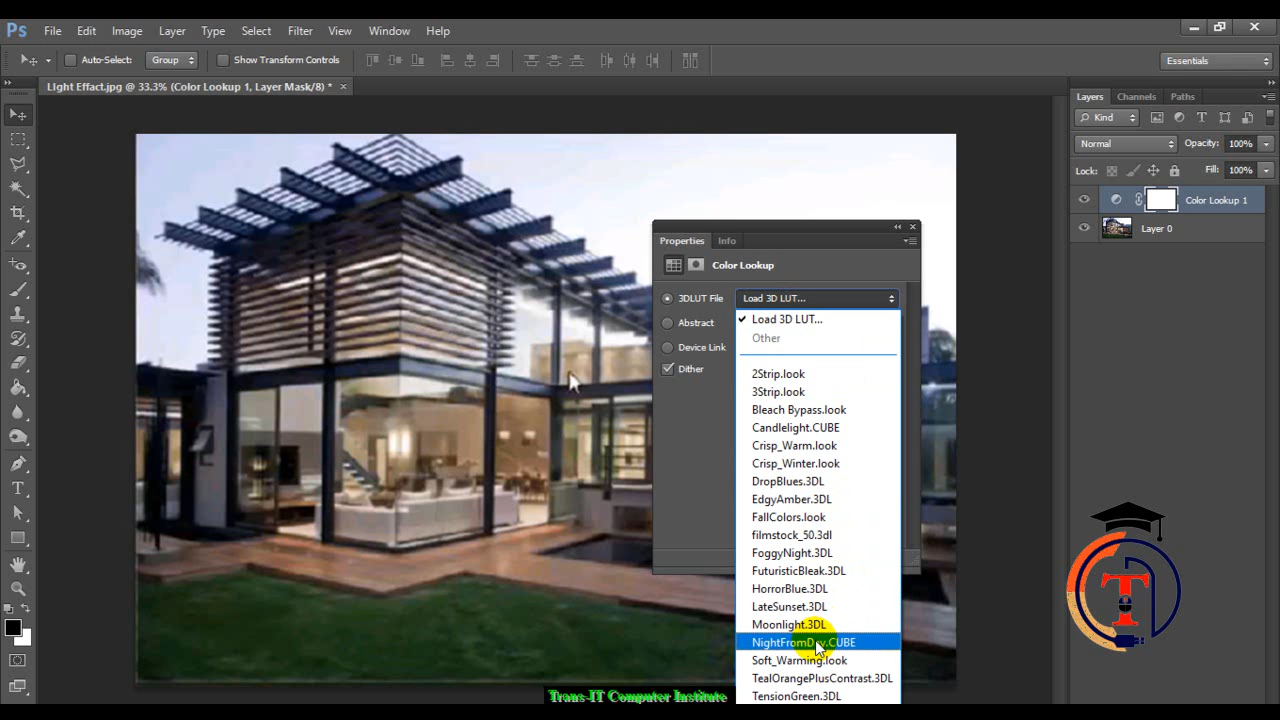 Ps File Edit Image Layer Type Select Filter View Window Help
Auto-Select: Group Show Transform Controls Essentials
LIght Effact.jpg @ 33.3% (Color Lookup 1, Layer Mask/8) * ×
Layers Channels Paths
Kind
Normal Opacity: 100%
Lock: Fill: 100%
Color Lookup 1
Layer 0
Properties Info
Color Lookup
3DLUT File Load 3D LUT...
Abstract
Device Link
Dither
Load 3D LUT...
Other
2Strip.look
3Strip.look
Bleach Bypass.look
Candlelight.CUBE
Crisp_Warm.look
Crisp_Winter.look
DropBlues.3DL
EdgyAmber.3DL
FallColors.look
filmstock_50.3dl
FoggyNight.3DL
FuturisticBleak.3DL
HorrorBlue.3DL
LateSunset.3DL
Moonlight.3DL
NightFromDay.CUBE
Soft_Warming.look
TealOrangePlusContrast.3DL
TensionGreen.3DL
T
Trans-IT Computer Institute